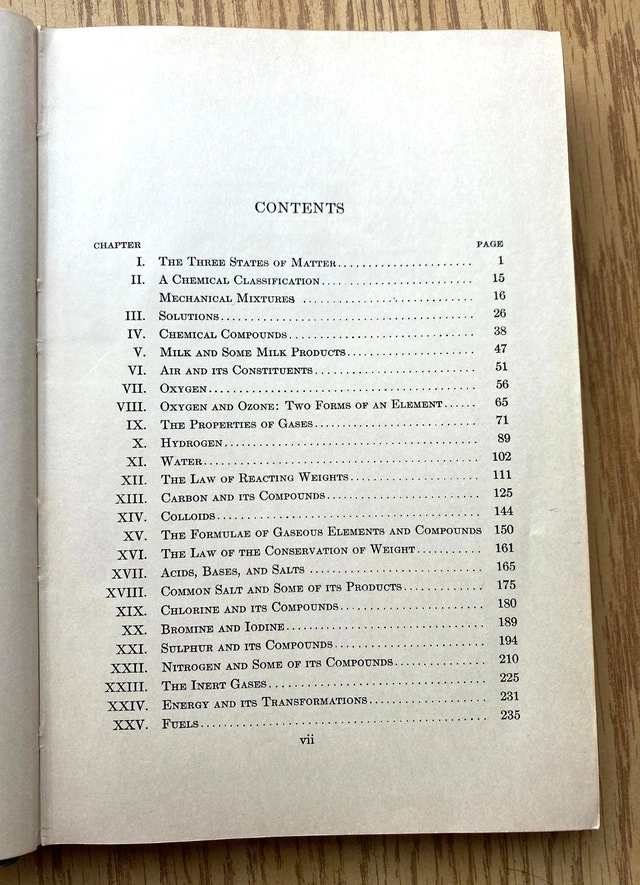 CONTENTS
CHAPTER PAGE
I. THE THREE STATES OF MATTER...................... 1
II. A CHEMICAL CLASSIFICATION........................ 15
MECHANICAL MIXTURES ........................... 16
III. SOLUTIONS...................................... 26
IV. CHEMICAL COMPOUNDS............................. 38
V. MILK AND SOME MILK PRODUCTS..................... 47
VI. AIR AND ITS CONSTITUENTS........................ 51
VII. OXYGEN........................................ 56
VIII. OXYGEN AND OZONE: TWO FORMS OF AN ELEMENT...... 65
IX. THE PROPERTIES OF GASES......................... 71
X. HYDROGEN........................................ 89
XI. WATER.......................................... 102
XII. THE LAW OF REACTING WEIGHTS.................... 111
XIII. CARBON AND ITS COMPOUNDS...................... 125
XIV. COLLOIDS...................................... 144
XV. THE FORMULAE OF GASEOUS ELEMENTS AND COMPOUNDS 150
XVI. THE LAW OF THE CONSERVATION OF WEIGHT........... 161
XVII. ACIDS, BASES, AND SALTS ....................... 165
XVIII. COMMON SALT AND SOME OF ITS PRODUCTS........... 175
XIX. CHLORINE AND ITS COMPOUNDS..................... 180
XX. BROMINE AND IODINE............................. 189
XXI. SULPHUR AND ITS COMPOUNDS...................... 194
XXII. NITROGEN AND SOME OF ITS COMPOUNDS............. 210
XXIII. THE INERT GASES.............................. 225
XXIV. ENERGY AND ITS TRANSFORMATIONS................. 231
XXV. FUELS......................................... 235
vii